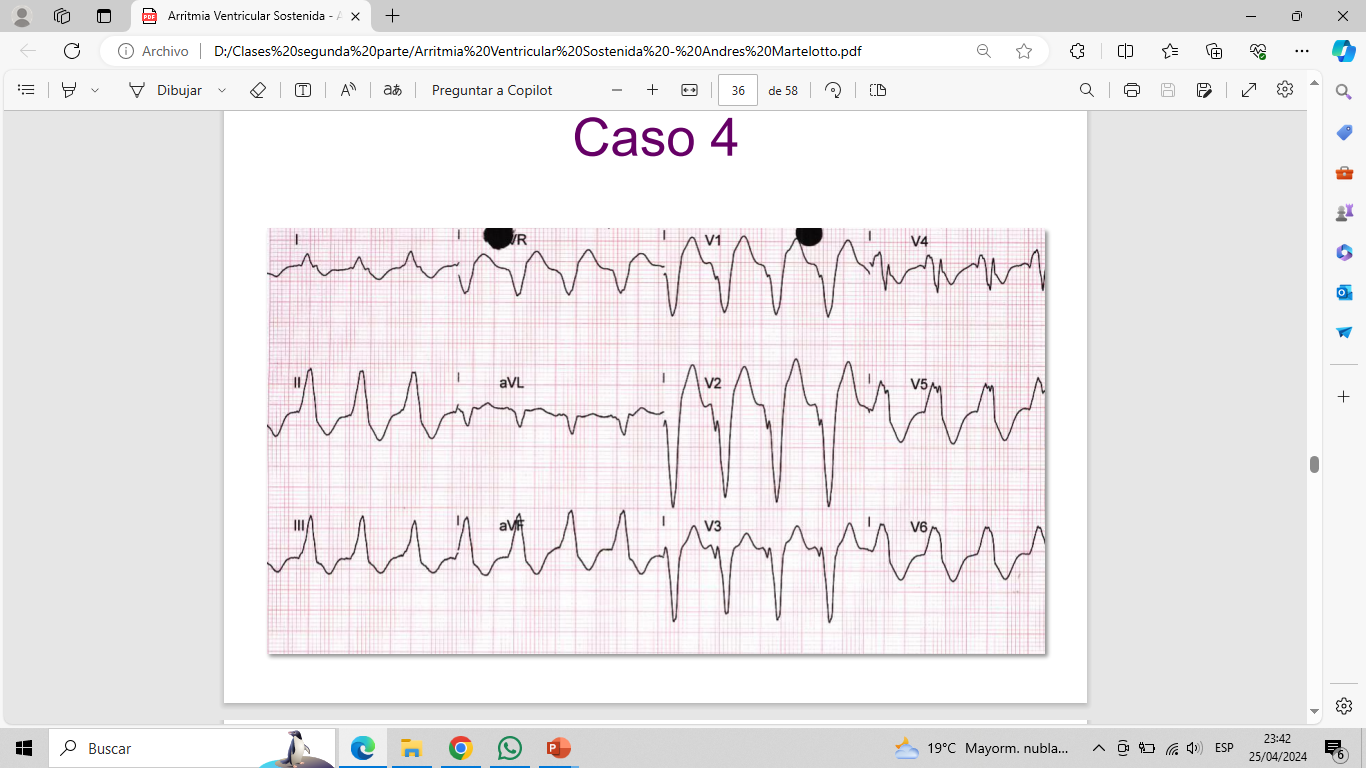 Arritmia Ventricular Sostenida - A
Archivo
D:/Clases%20segunda%20parte/Arritmia%20Ventricular%20Sostenida%20-%20Andres%20Martelotto.pdf
Dibujar
aあ
Preguntar a Copilot
36
de 58
Caso 4
I
VR
V1
V4
II
aVL
V2
V5
III
aVF
V3
V6
Buscar
19°C Mayorm. nubla...
ESP
23:42
25/04/2024
6